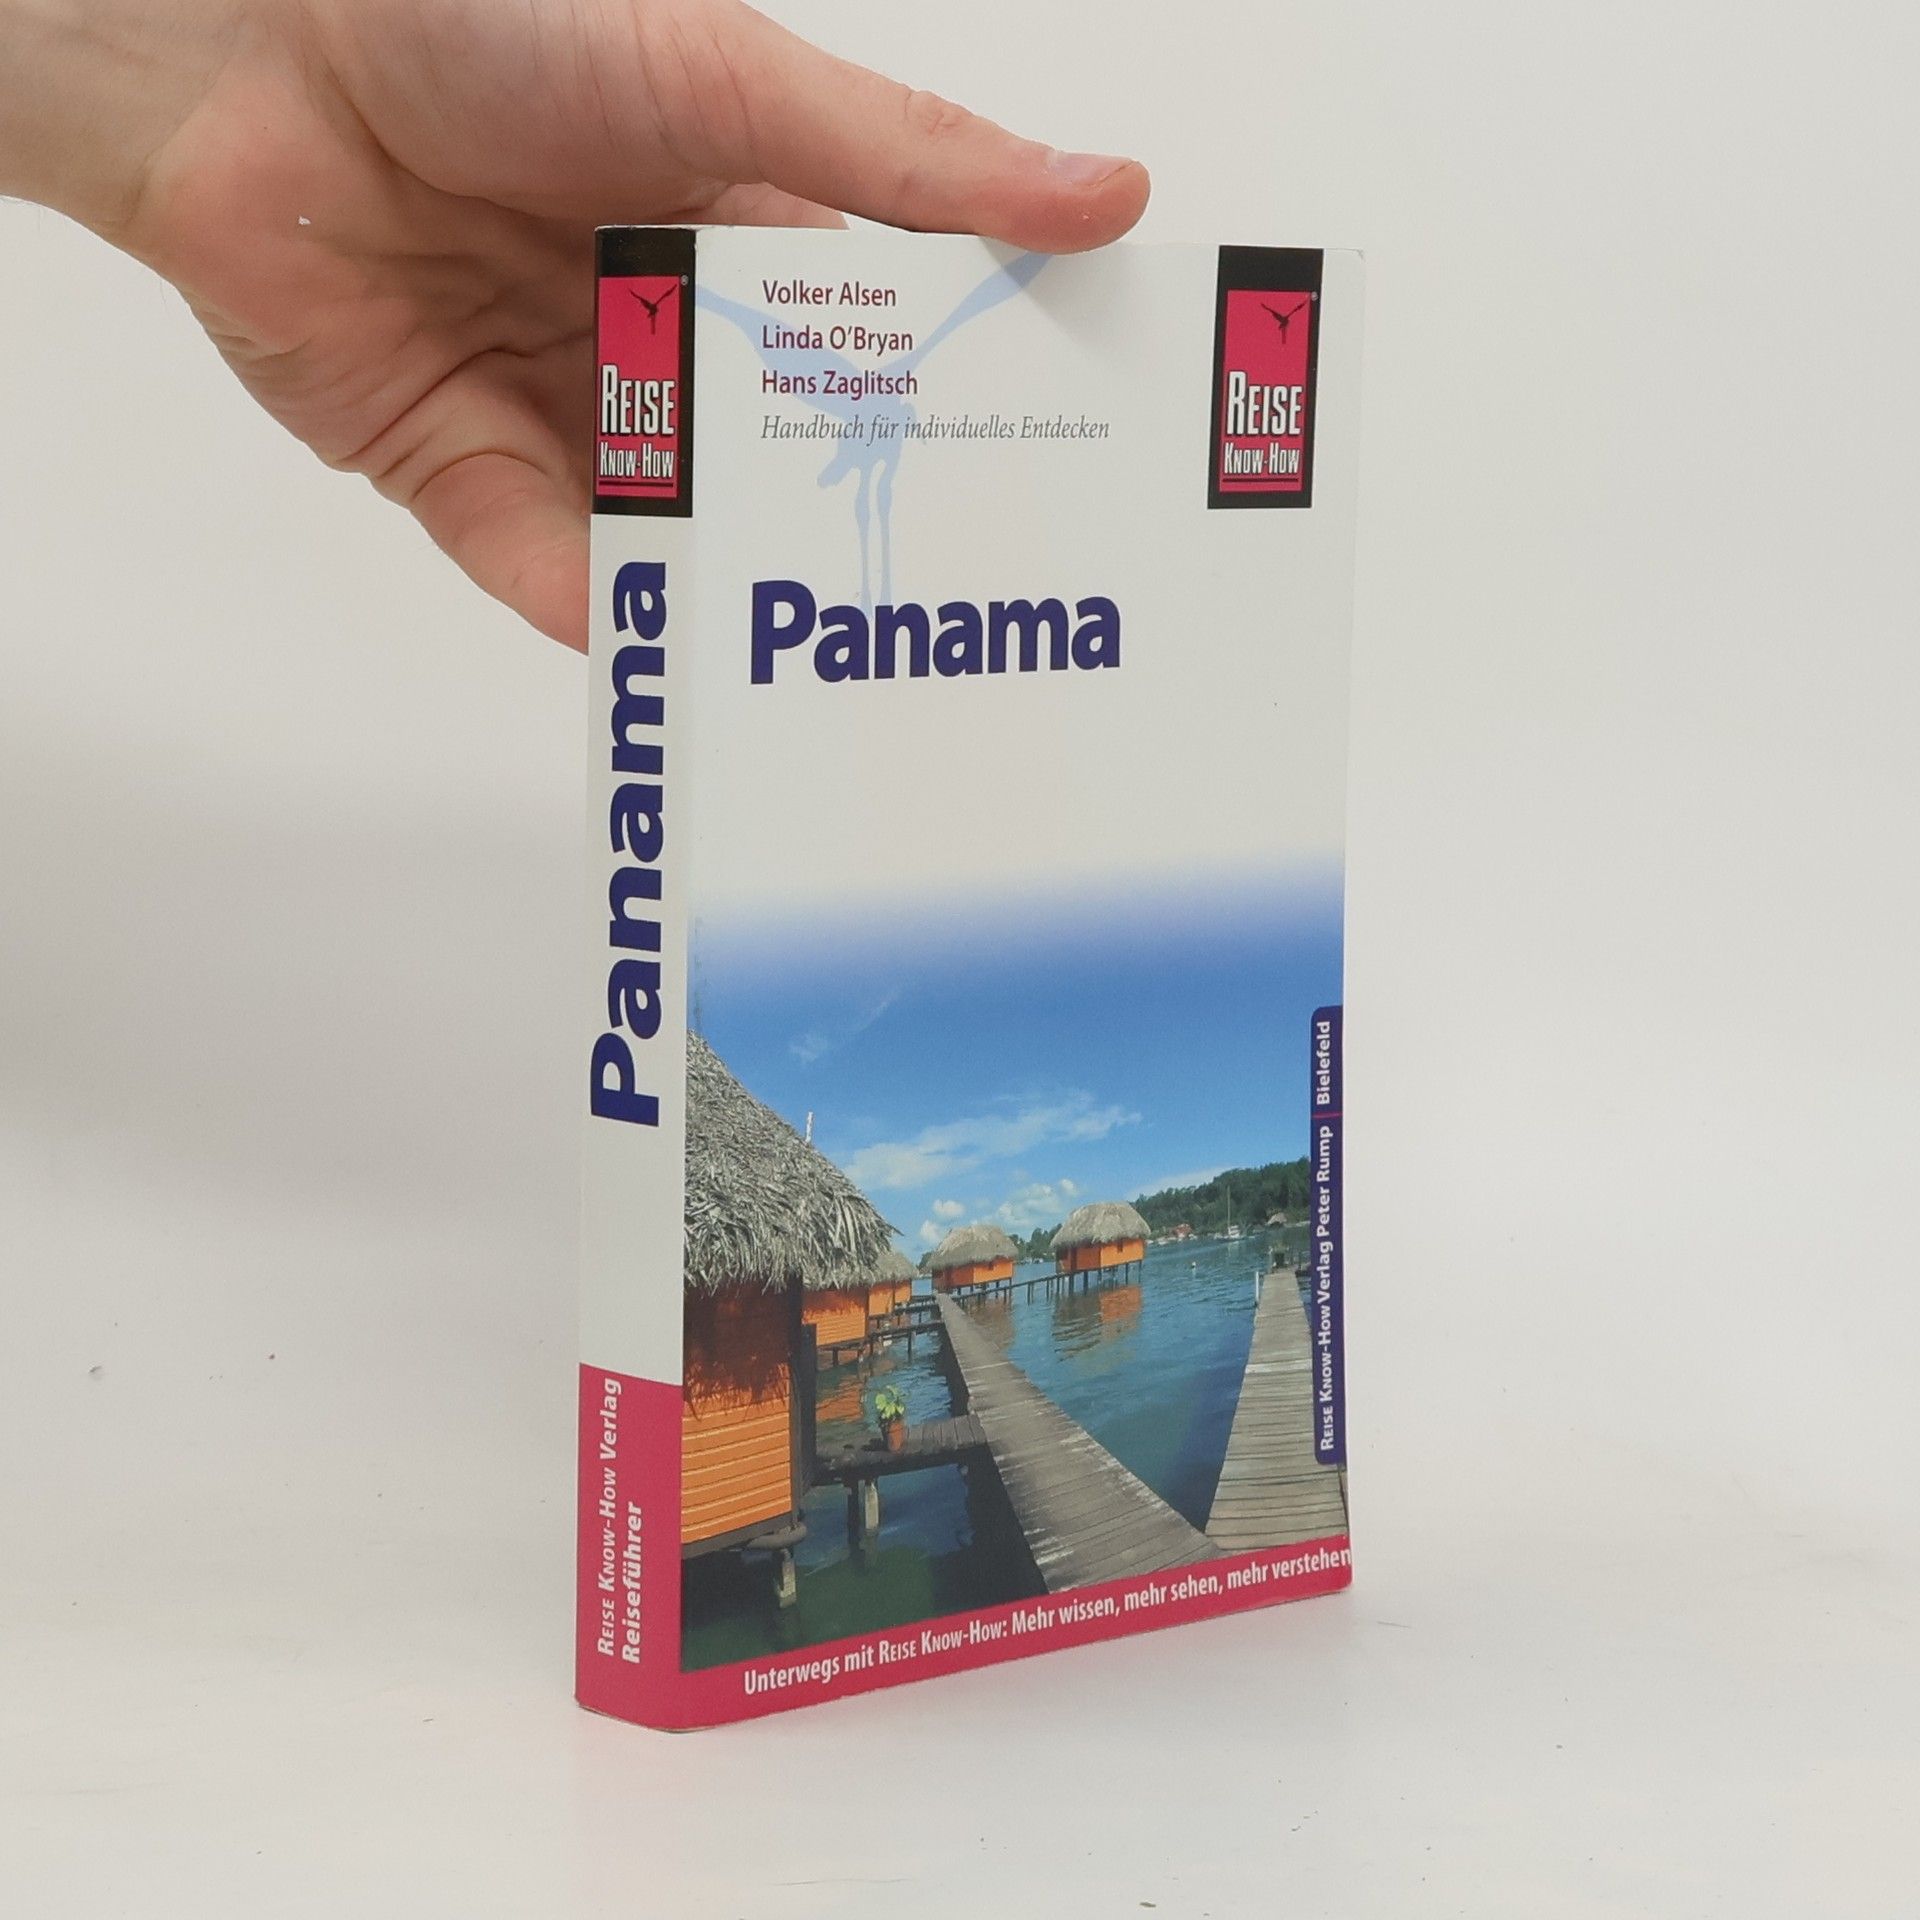 REISE
KNOW-HOW
Panama
REISE KNOW-HOW Verlag
Reiseführer
Volker Alsen
Linda O'Bryan
Hans Zaglitsch
Handbuch für individuelles Entdecken
REISE
KNOW-HOW
Panama
REISE KNOW-HOW Verlag Peter Rump | Bielefeld
Unterwegs mit REISE KNOW-HOW: Mehr wissen, mehr sehen, mehr verstehen